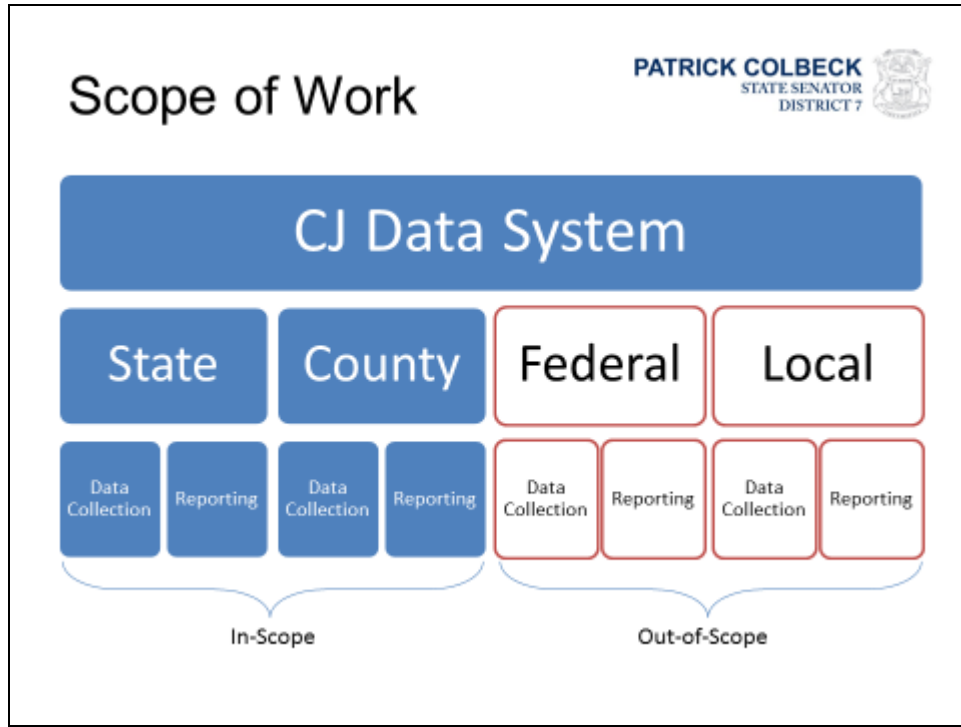 Scope of Work
PATRICK COLBECK
STATE SENATOR
DISTRICT 7
CJ Data System
State
County
Federal
Local
Data
Collection
Reporting
Data
Collection
Reporting
Data
Collection
Reporting
Data
Collection
Reporting
In-Scope
Out-of-Scope